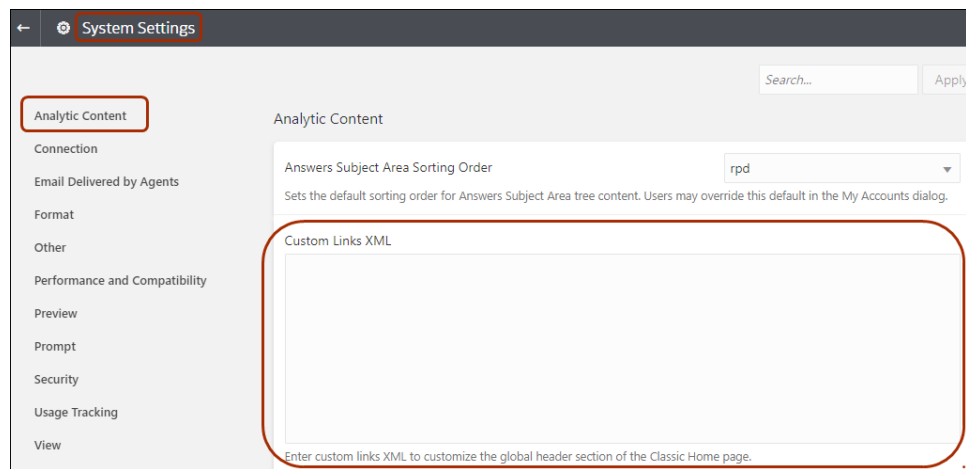 ← System Settings
Search...
Apply
Analytic Content
Connection
Email Delivered by Agents
Format
Other
Performance and Compatibility
Preview
Prompt
Security
Usage Tracking
View
Analytic Content
Answers Subject Area Sorting Order
rpd
Sets the default sorting order for Answers Subject Area tree content. Users may override this default in the My Accounts dialog.
Custom Links XML
Enter custom links XML to customize the global header section of the Classic Home page.